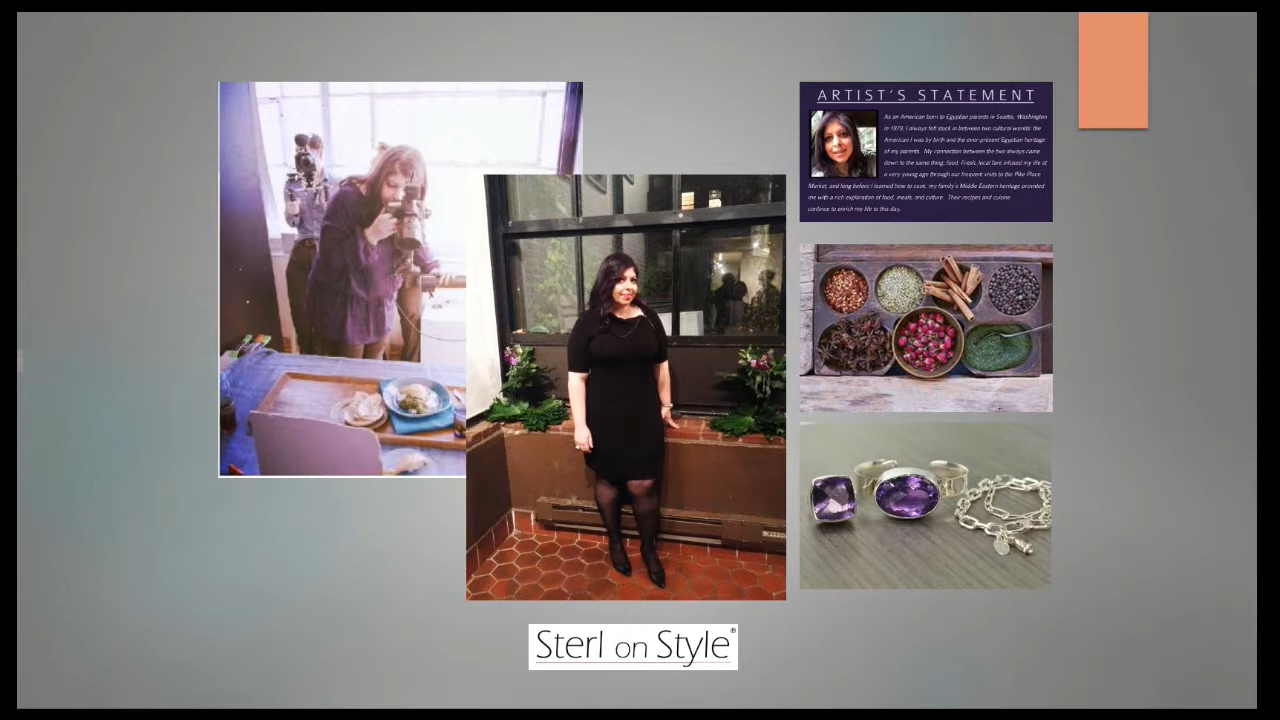 ARTIST'S STATEMENT
As an American born to Egyptian parents in Seattle, Washington
in 1979, I always felt stuck in between two cultural worlds: the
American I was by birth and the ever-present Egyptian heritage
of my parents. My connection between the two always came
down to the same thing: food. Fresh, local fare infused my life at
a very young age through our frequent visits to the Pike Place
Market, and long before I learned how to cook, my family's Middle Eastern heritage provided
me with a rich exploration of food, meals, and culture. Their recipes and cuisine
continue to enrich my life to this day.
Sterl on Style®